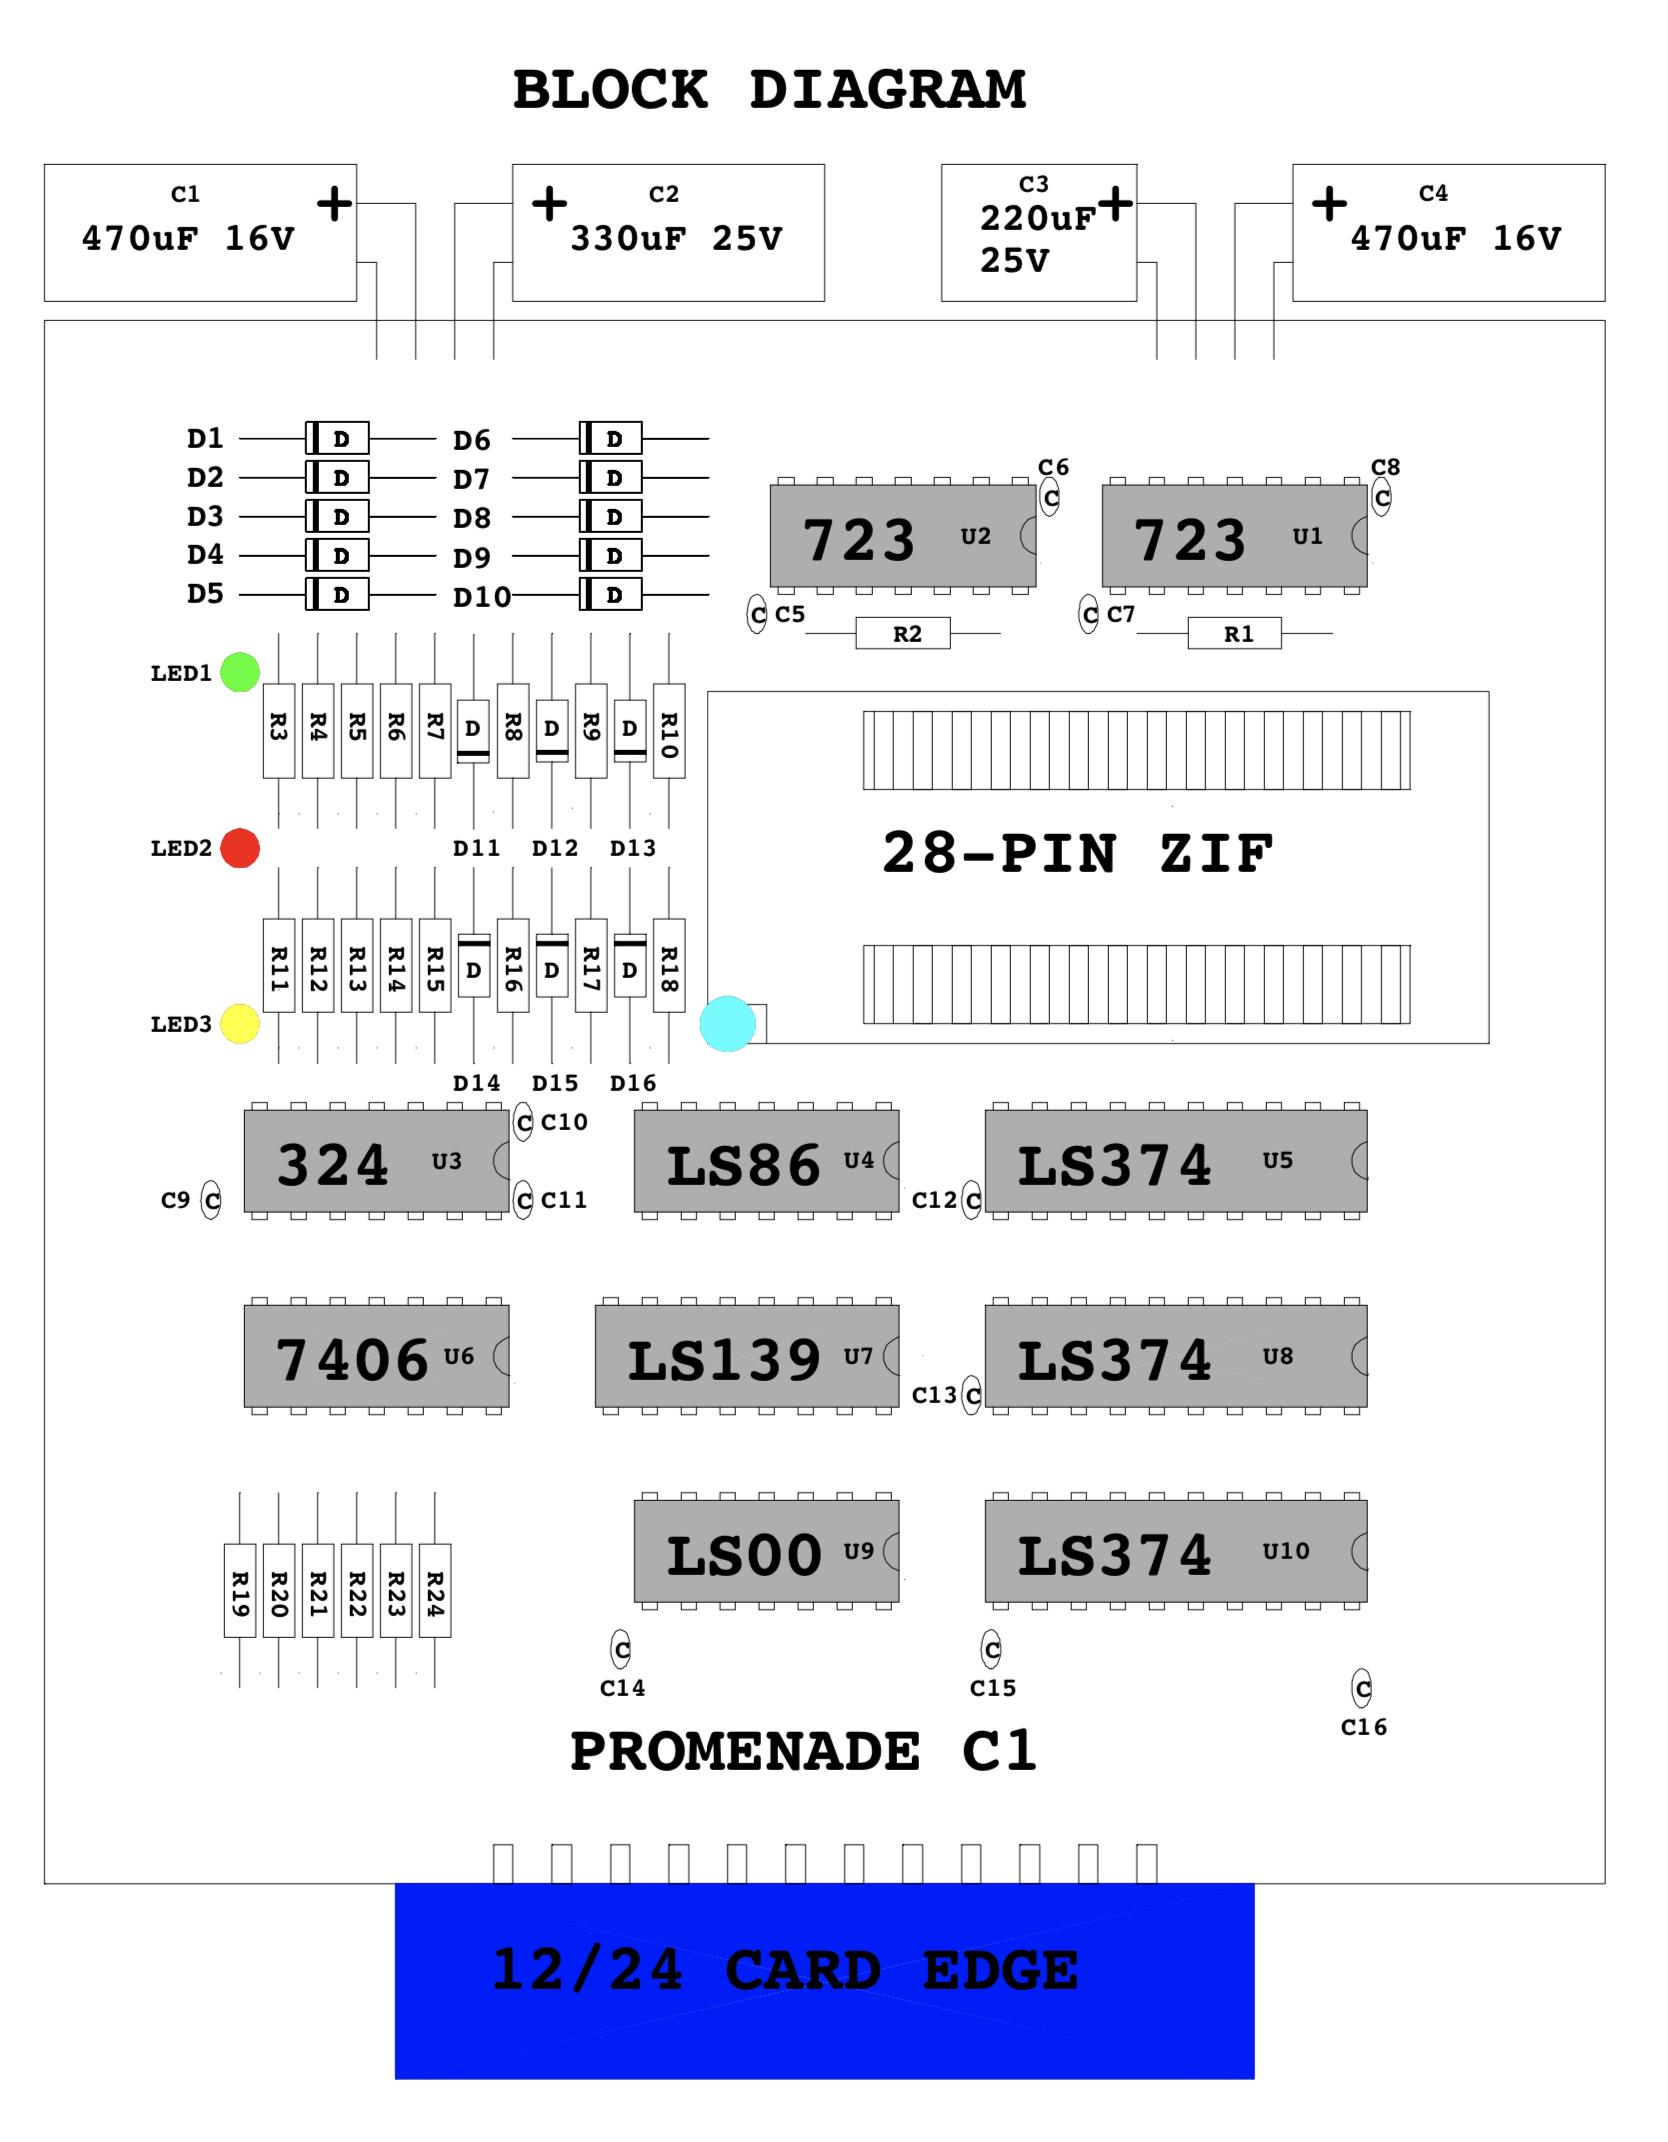 BLOCK DIAGRAM
C1
470uF 16V
+
C2
+
330uF 25V
C3
220uF
25V
+
C4
+
470uF 16V
D1 D D6 D
D2 D D7 D
D3 D D8 D
D4 D D9 D
D5 D D10 D
C6
C
723 U2
C5
C
R2
C8
C
723 U1
C7
C
R1
LED1
R3 R4 R5 R6 R7 D R8 D R9 D R10
LED2
D11 D12 D13
28-PIN ZIF
R11 R12 R13 R14 R15 D R16 D R17 D R18
LED3
D14 D15 D16
C C10
324 U3
C9 C
C C11
LS86 U4
C12 C
LS374 U5
7406 U6
LS139 U7
C13 C
LS374 U8
LS00 U9
LS374 U10
R19 R20 R21 R22 R23 R24
C
C14
C
C15
C
C16
PROMENADE C1
12/24 CARD EDGE